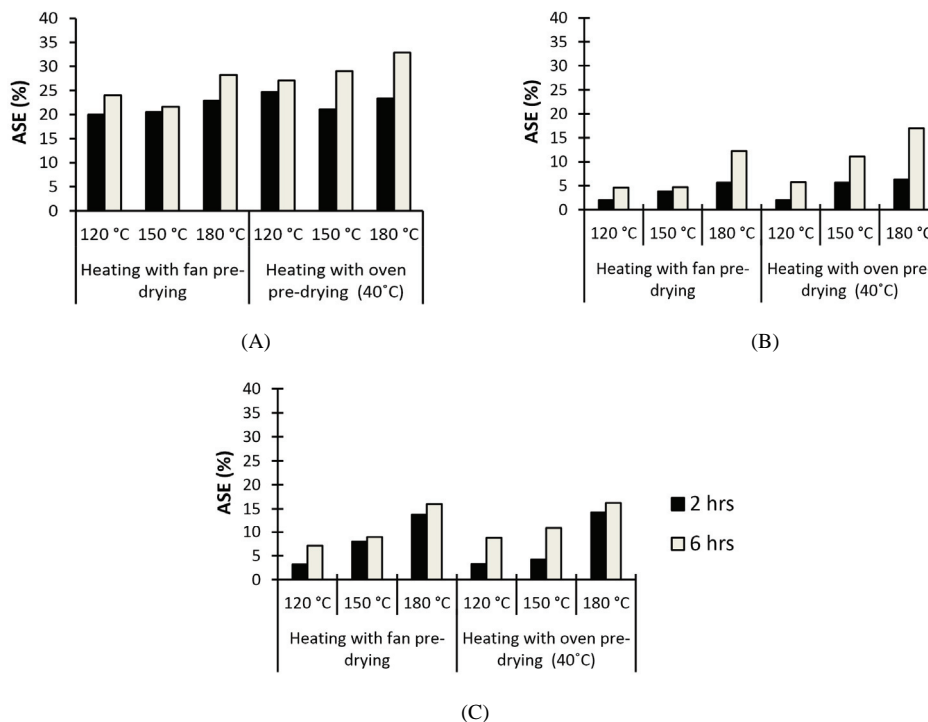 40
35
30
25
20
15
10
5
0
ASE (%)
120 °C 150 °C 180 °C 120 °C 150 °C 180 °C
Heating with fan pre-
drying
Heating with oven
pre-drying (40˚C)
(A)
40
35
30
25
20
15
10
5
0
ASE (%)
120 °C 150 °C 180 °C 120 °C 150 °C 180 °C
Heating with fan pre-
drying
Heating with oven pre-
drying (40˚C)
(B)
40
35
30
25
20
15
10
5
0
ASE (%)
120 °C 150 °C 180 °C 120 °C 150 °C 180 °C
Heating with fan pre-
drying
Heating with oven pre-
drying (40˚C)
2 hrs
6 hrs
(C)